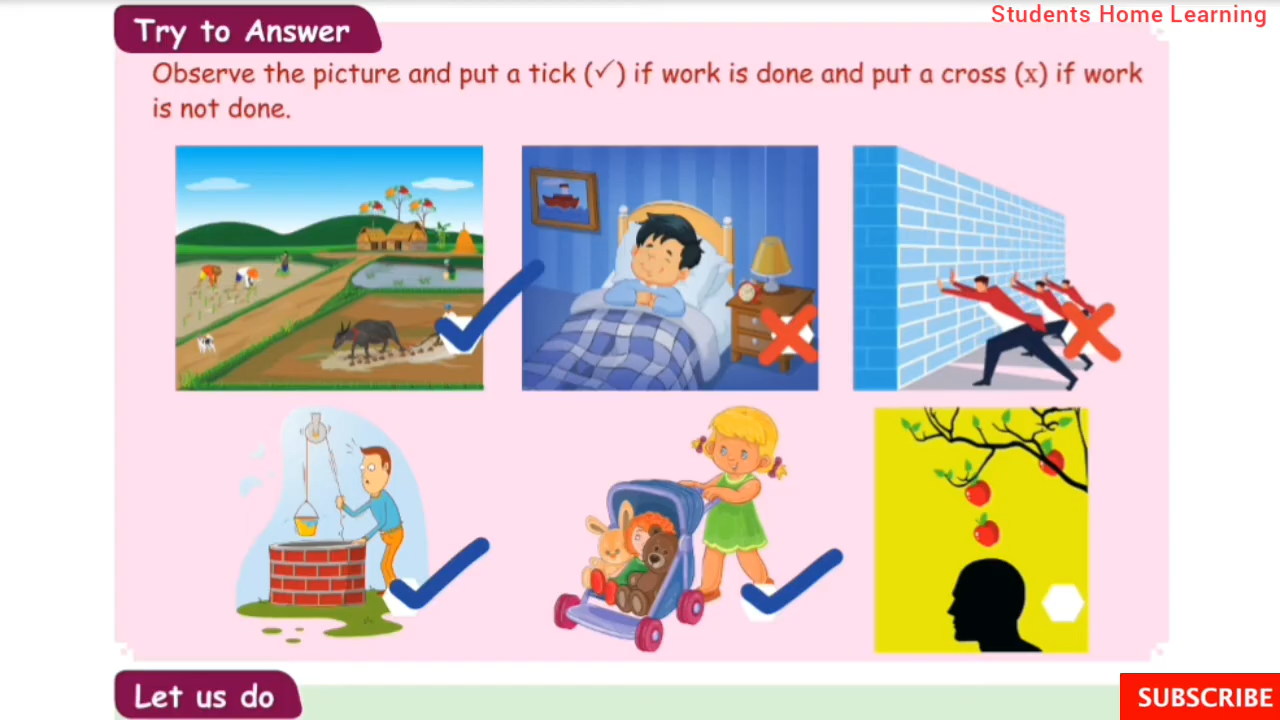 Students Home Learning
Try to Answer
Observe the picture and put a tick (✓) if work is done and put a cross (x) if work
is not done.
Let us do
SUBSCRIBE